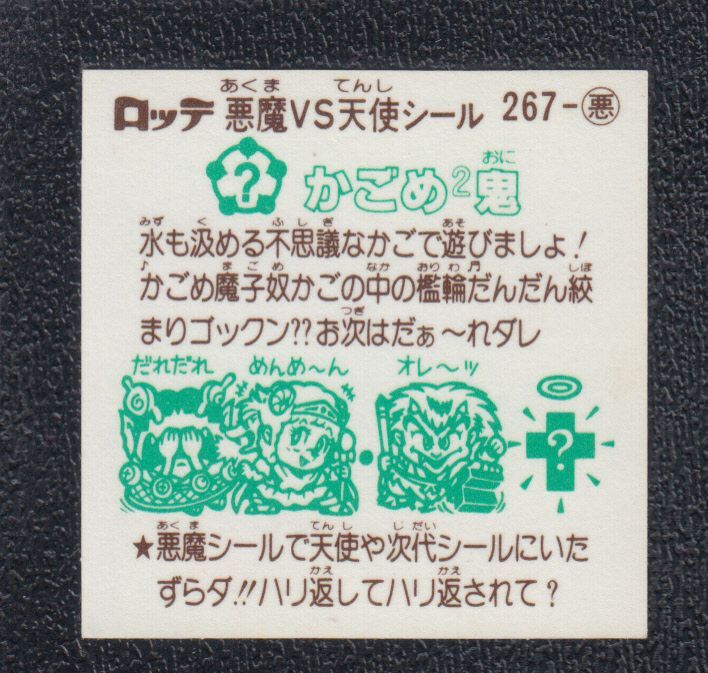 あくま てんし
ロッテ 悪魔VS天使シール 267-悪
おに
? かごめ2鬼
みず く ふしぎ あそ
水も汲める不思議なかごで遊びましょ!
♪ まごめ なか おりわ しぼ
かごめ魔子奴かごの中の檻輪だんだん絞
つぎ
まりゴックン??お次はだぁ〜れダレ
だれだれ めんめ〜ん オレ〜ッ
?
あくま てんし じだい
★悪魔シールで天使や次代シールにいた
かえ かえ
ずらダ!!ハリ返してハリ返されて?